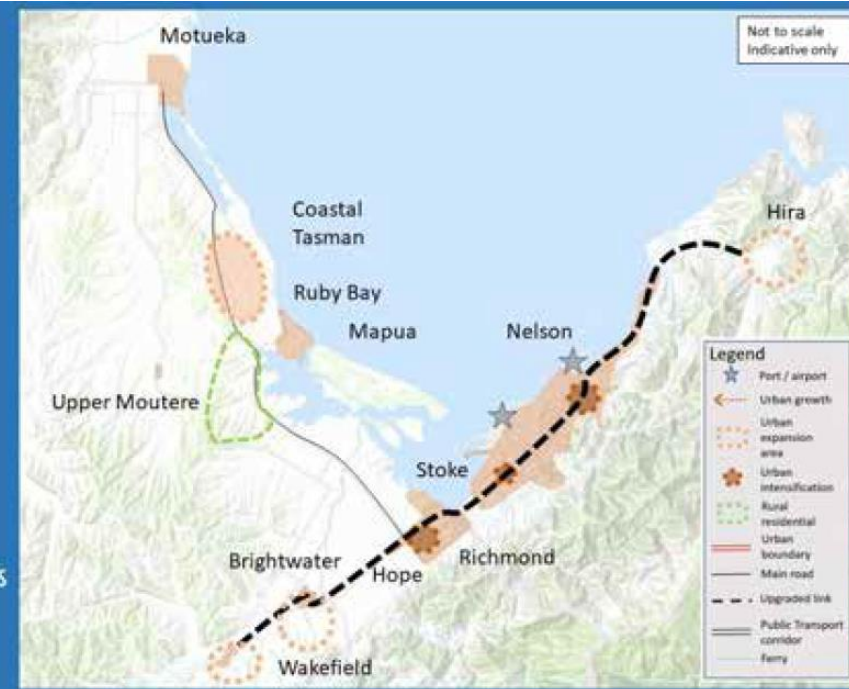 Motueka
Not to scale
Indicative only
Coastal
Tasman
Hira
Ruby Bay
Mapua
Nelson
Upper Moutere
Stoke
Brightwater
Hope
Richmond
Wakefield
s
Legend
Port / airport
Urban growth
Urban
expansion
area
Urban
intensification
Rural
residential
Urban
boundary
Main road
Upgraded link
Public Transport
corridor
Ferry